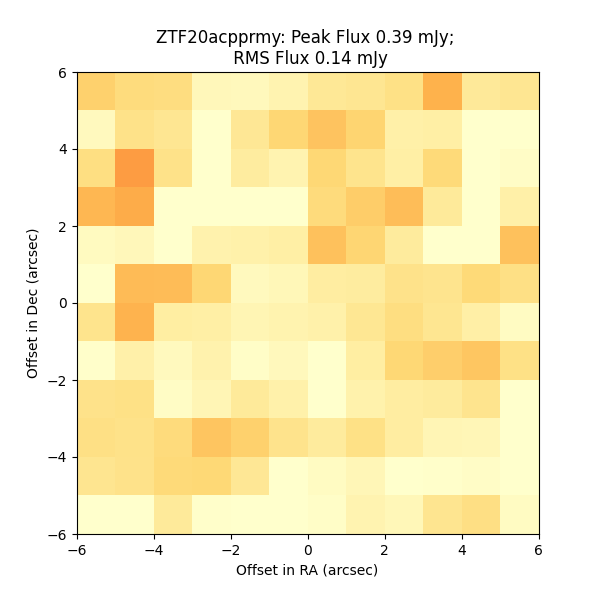 ZTF20acpprmy: Peak Flux 0.39 mJy;
RMS Flux 0.14 mJy
6
4
2
0
−2
−4
−6
Offset in Dec (arcsec)
−6 −4 −2 0 2 4 6
Offset in RA (arcsec)